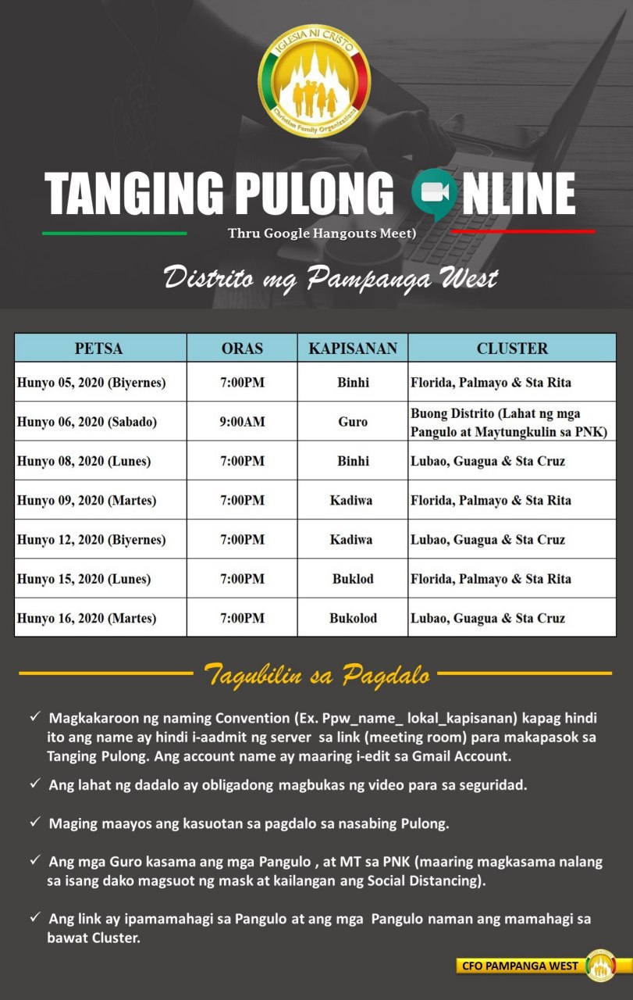 IGLESIA NI CRISTO
Christian Family Organizations
TANGING PULONG ONLINE
Thru Google Hangouts Meet)
Distrito mg Pampanga West
PETSA ORAS KAPISANAN CLUSTER
Hunyo 05, 2020 (Biyernes) 7:00PM Binhi Florida, Palmayo & Sta Rita
Hunyo 06, 2020 (Sabado) 9:00AM Guro Buong Distrito (Lahat ng mga
Pangulo at Maytungkulin sa PNK)
Hunyo 08, 2020 (Lunes) 7:00PM Binhi Lubao, Guagua & Sta Cruz
Hunyo 09, 2020 (Martes) 7:00PM Kadiwa Florida, Palmayo & Sta Rita
Hunyo 12, 2020 (Biyernes) 7:00PM Kadiwa Lubao, Guagua & Sta Cruz
Hunyo 15, 2020 (Lunes) 7:00PM Buklod Florida, Palmayo & Sta Rita
Hunyo 16, 2020 (Martes) 7:00PM Bukolod Lubao, Guagua & Sta Cruz
Tagubilin sa Pagdalo
✓ Magkakaroon ng naming Convention (Ex. Ppw_name_ lokal_kapisanan) kapag hindi
ito ang name ay hindi i-aadmit ng server sa link (meeting room) para makapasok sa
Tanging Pulong. Ang account name ay maaring i-edit sa Gmail Account.
✓ Ang lahat ng dadalo ay obligadong magbukas ng video para sa seguridad.
✓ Maging maayos ang kasuotan sa pagdalo sa nasabing Pulong.
✓ Ang mga Guro kasama ang mga Pangulo , at MT sa PNK (maaring magkasama nalang
sa isang dako magsuot ng mask at kailangan ang Social Distancing).
✓ Ang link ay ipamamahagi sa Pangulo at ang mga Pangulo naman ang mamahagi sa
bawat Cluster.
CFO PAMPANGA WEST